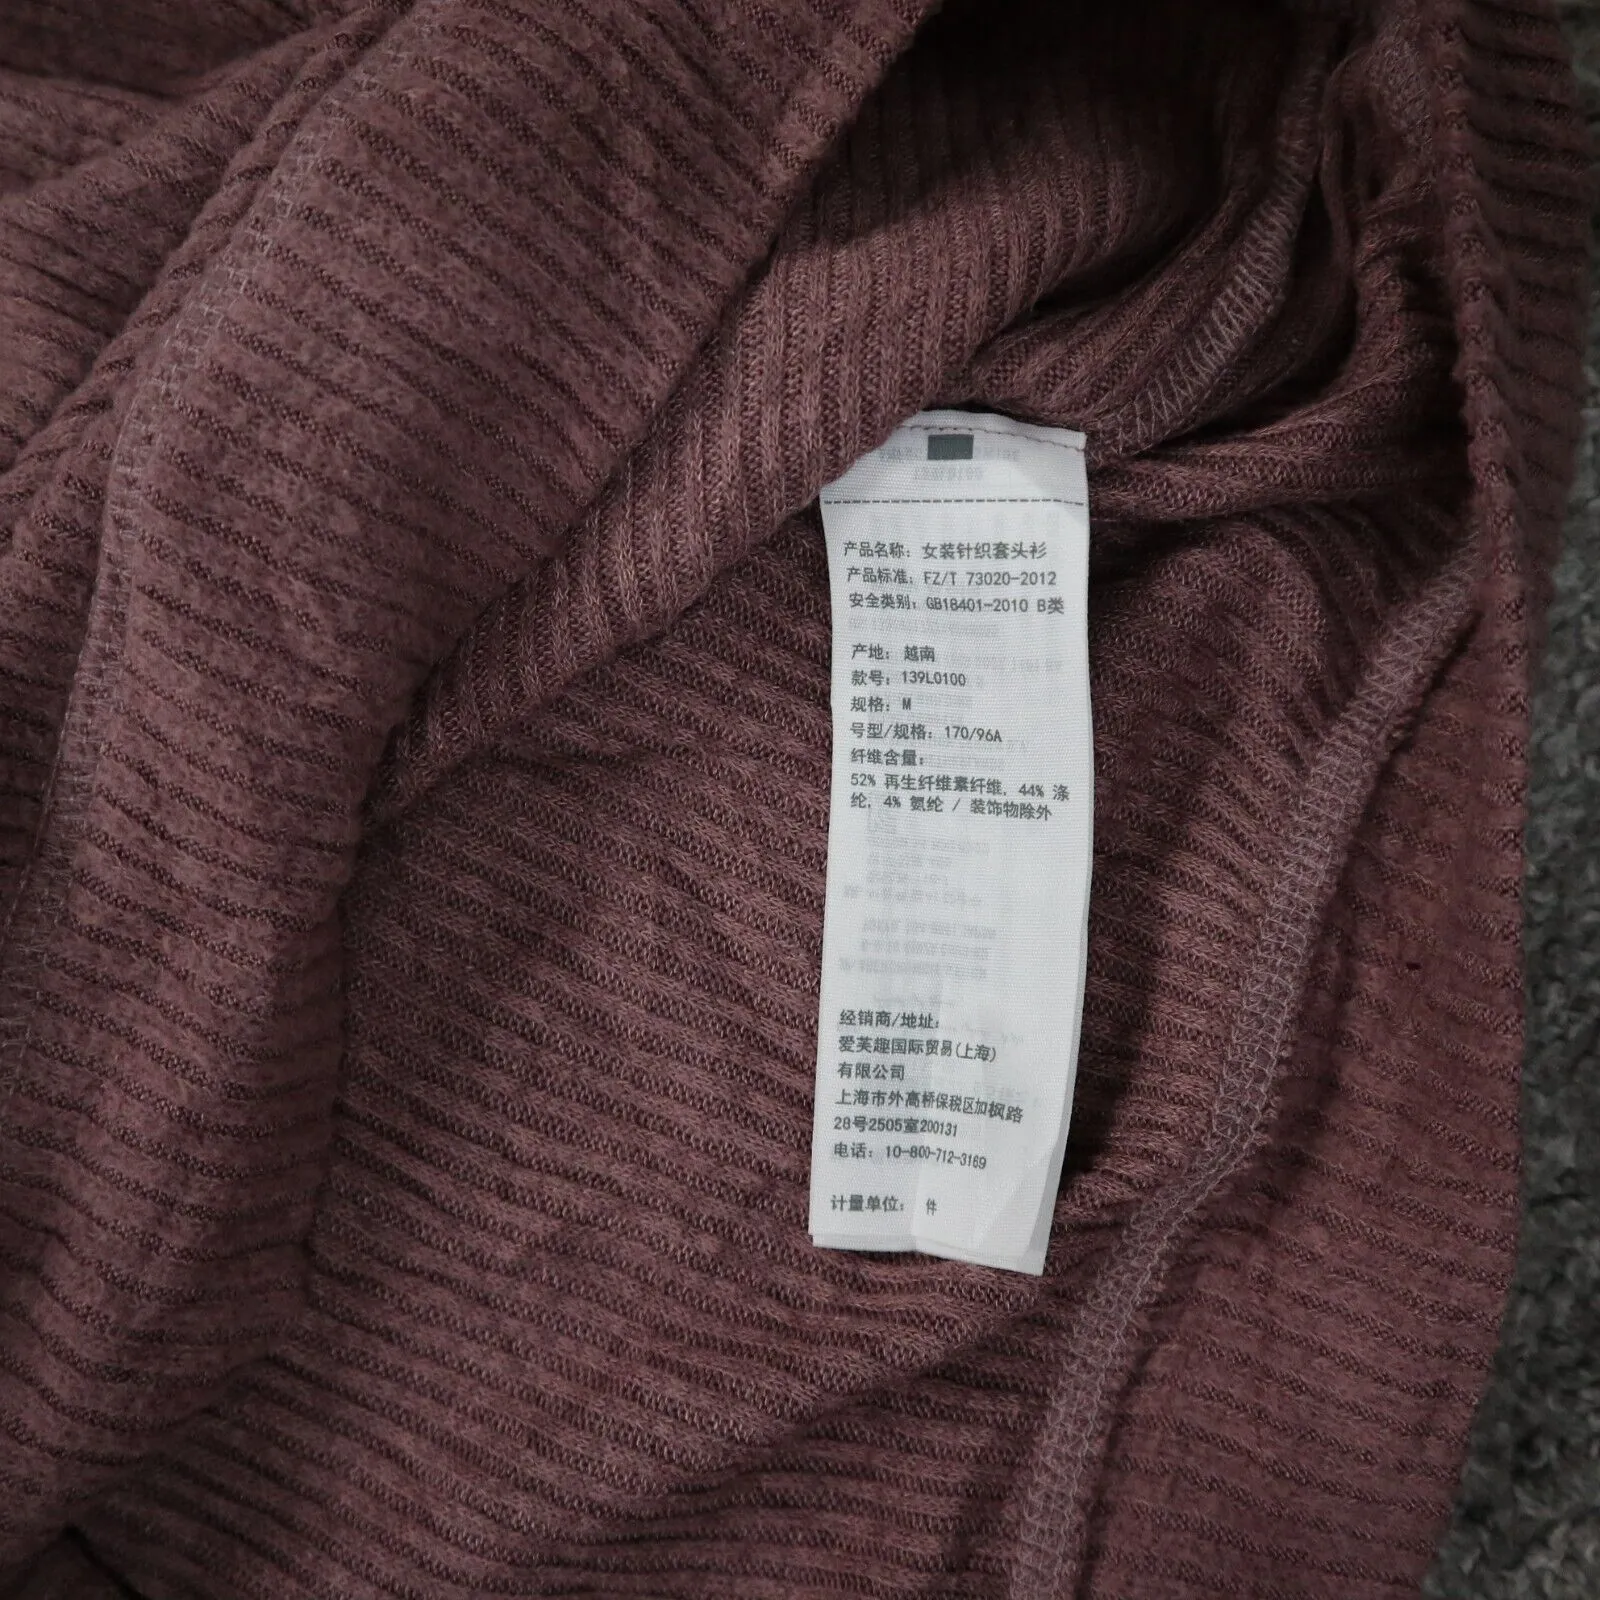 产品名称: 女装针织套头衫
产品标准: FZ/T 73020-2012
安全类别: GB18401-2010 B类
产地: 越南
款号: 139L0100
规格: M
号型/规格: 170/96A
纤维含量:
52% 再生纤维素纤维, 44% 涤
纶, 4% 氨纶 / 装饰物除外
经销商/地址:
爱芙趣国际贸易(上海)
有限公司
上海市外高桥保税区加枫路
28号2505室200131
电话: 10-800-712-3169
计量单位: 件